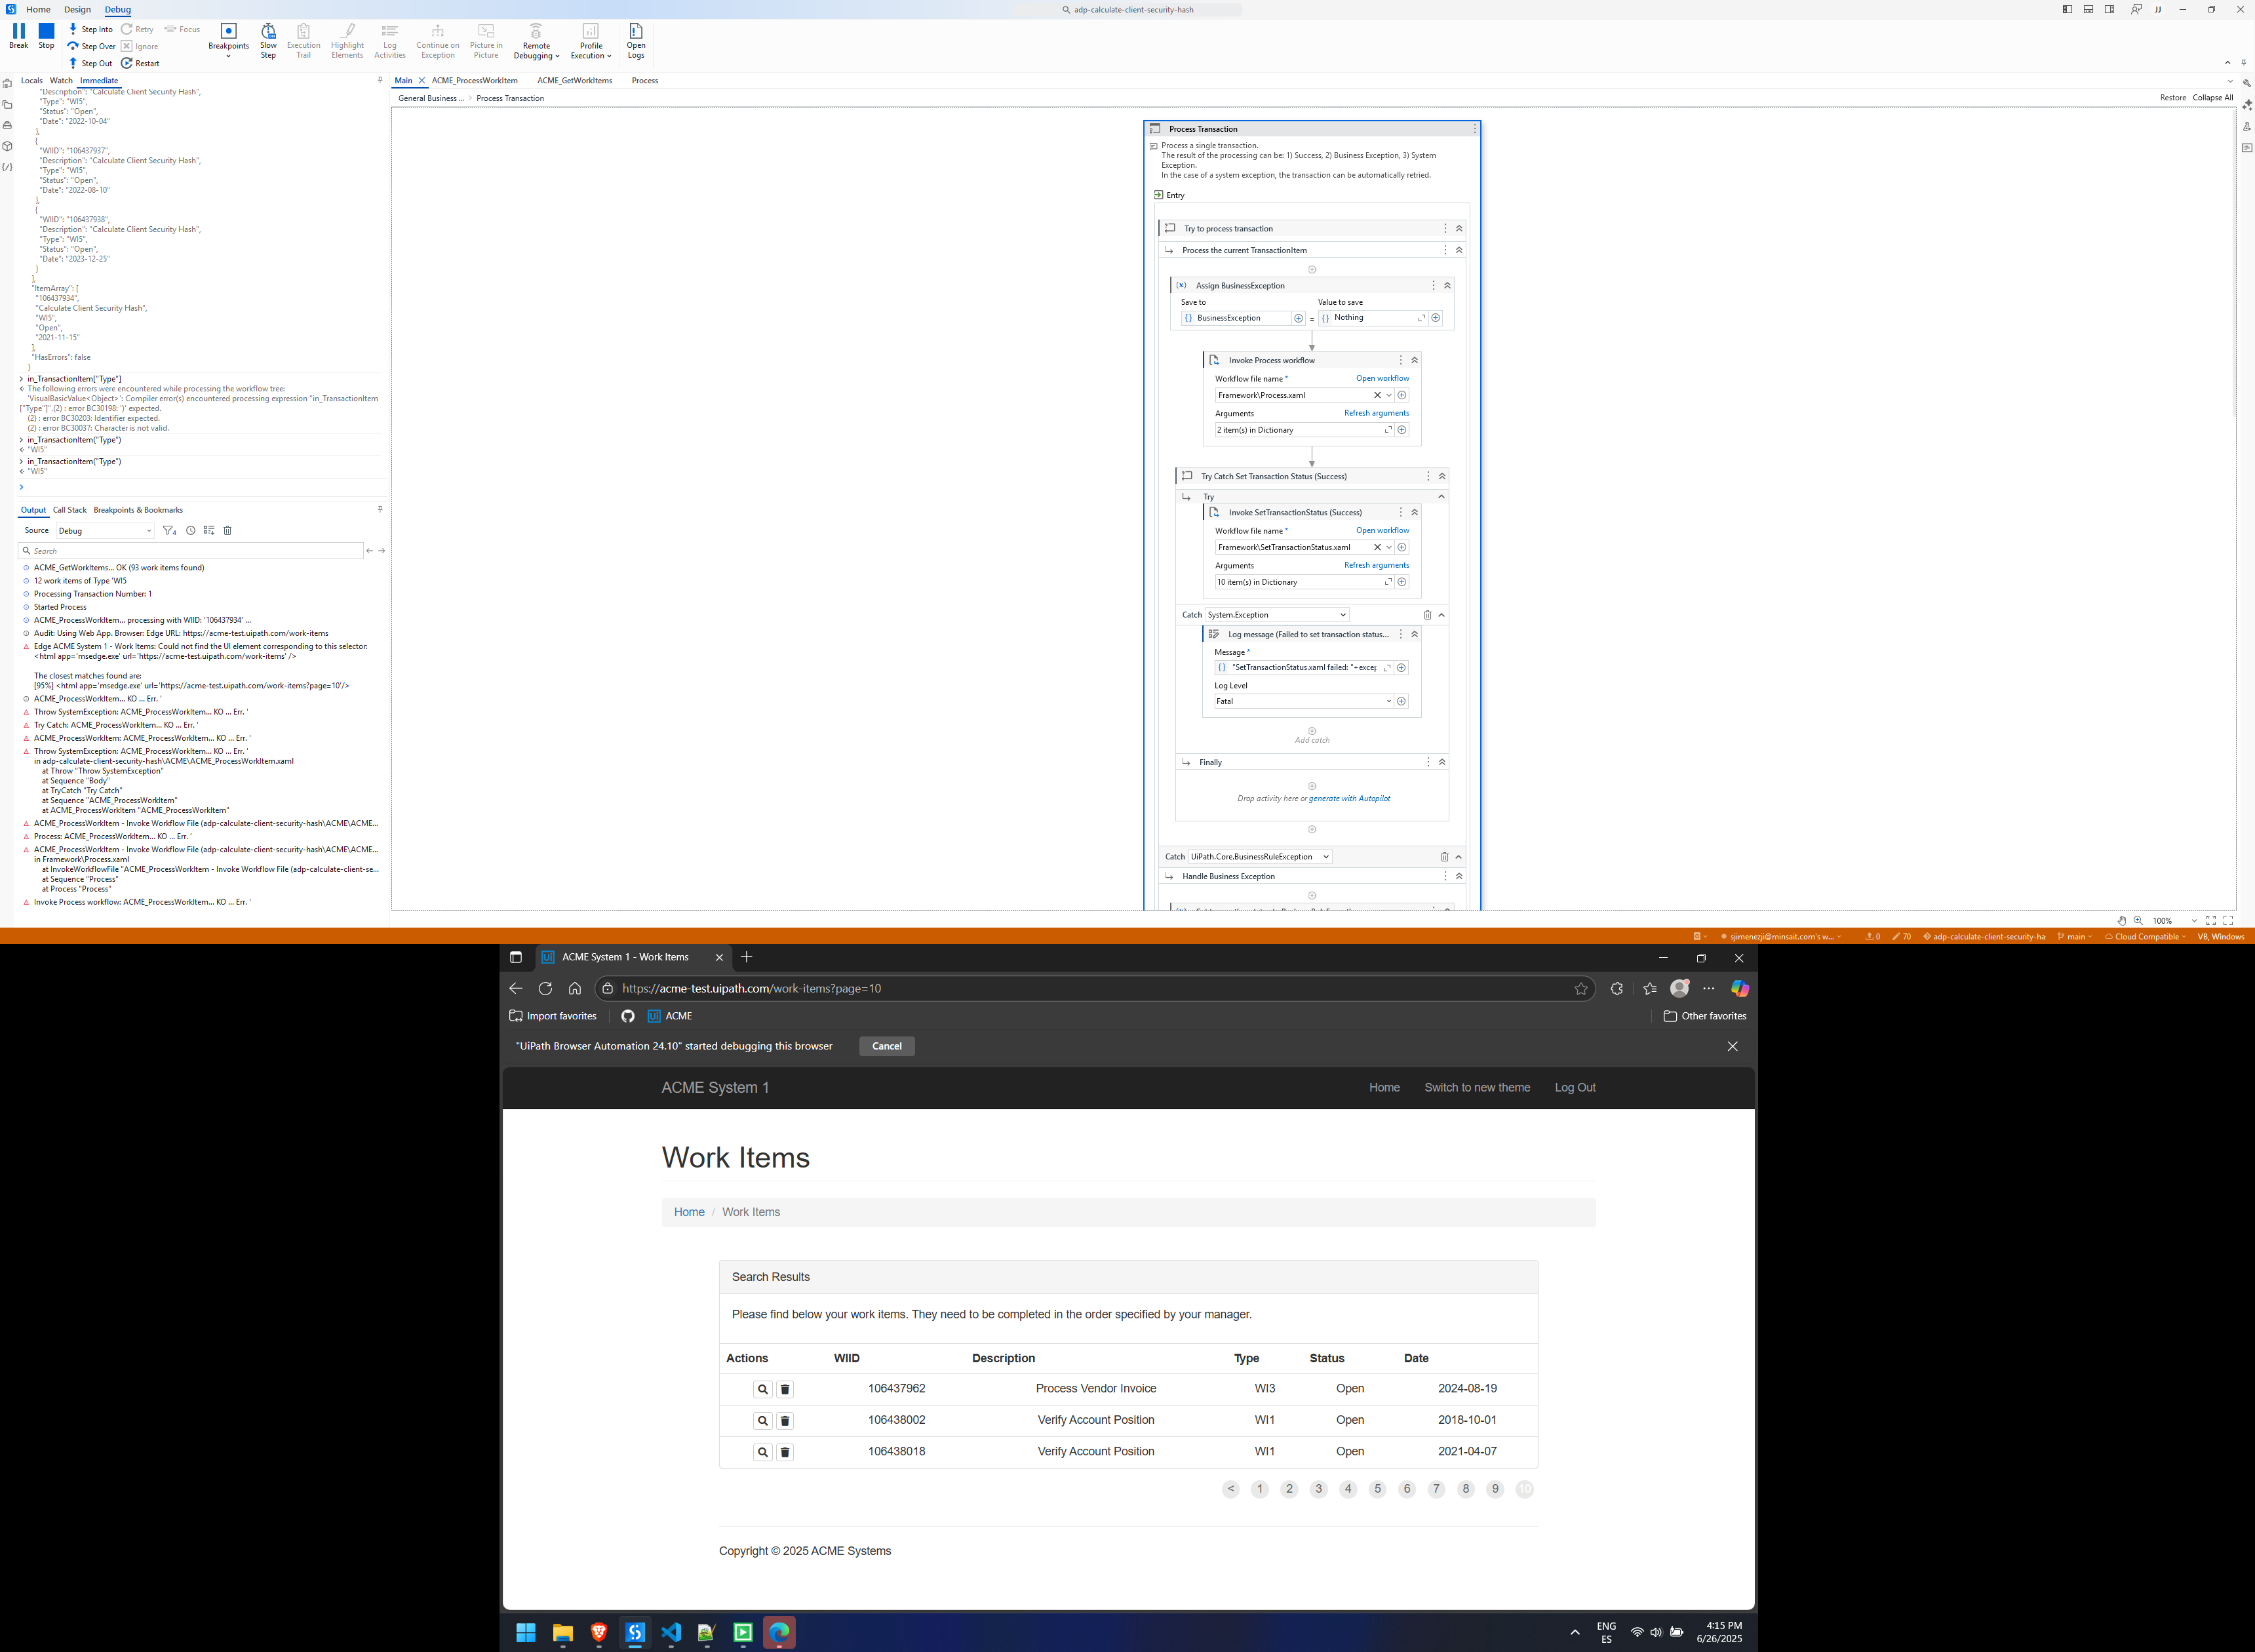 Home Design Debug
adp-calculate-client-security-hash
JJ
Break Stop
Step Into Retry Focus
Step Over Ignore
Step Out Restart
Breakpoints
Slow Step
Execution Trail
Highlight Elements
Log Activities
Continue on Exception
Picture in Picture
Remote Debugging
Profile Execution
Open Logs
Locals Watch Immediate
"Description": "Calculate Client Security Hash",
"Type": "WI5",
"Status": "Open",
"Date": "2022-10-04"
},
{
"WIID": "106437937",
"Description": "Calculate Client Security Hash",
"Type": "WI5",
"Status": "Open",
"Date": "2022-08-10"
},
{
"WIID": "106437938",
"Description": "Calculate Client Security Hash",
"Type": "WI5",
"Status": "Open",
"Date": "2023-12-25"
}
],
"ItemArray": [
"106437934",
"Calculate Client Security Hash",
"WI5",
"Open",
"2021-11-15"
],
"HasErrors": false
}
> in_TransactionItem["Type"]
The following errors were encountered while processing the workflow tree:
'VisualBasicValue<Object>': Compiler error(s) encountered processing expression "in_TransactionItem
["Type"]".(2) : error BC30198: ')' expected.
(2) : error BC30203: Identifier expected.
(2) : error BC30037: Character is not valid.
> in_TransactionItem("Type")
"WI5"
> in_TransactionItem("Type")
"WI5"
>
Output Call Stack Breakpoints & Bookmarks
Source Debug 4
Search
ACME_GetWorkItems... OK (93 work items found)
12 work items of Type 'WI5
Processing Transaction Number: 1
Started Process
ACME_ProcessWorkItem... processing with WIID: '106437934' ...
Audit: Using Web App. Browser: Edge URL: https://acme-test.uipath.com/work-items
Edge ACME System 1 - Work Items: Could not find the UI element corresponding to this selector:
<html app='msedge.exe' url='https://acme-test.uipath.com/work-items' />
The closest matches found are:
[95%] <html app='msedge.exe' url='https://acme-test.uipath.com/work-items?page=10'/>
ACME_ProcessWorkItem... KO ... Err. '
Throw SystemException: ACME_ProcessWorkItem... KO ... Err. '
Try Catch: ACME_ProcessWorkItem... KO ... Err. '
ACME_ProcessWorkItem: ACME_ProcessWorkItem... KO ... Err. '
Throw SystemException: ACME_ProcessWorkItem... KO ... Err. '
in adp-calculate-client-security-hash\ACME\ACME_ProcessWorkItem.xaml
at Throw "Throw SystemException"
at Sequence "Body"
at TryCatch "Try Catch"
at Sequence "ACME_ProcessWorkItem"
at ACME_ProcessWorkItem "ACME_ProcessWorkItem"
ACME_ProcessWorkItem - Invoke Workflow File (adp-calculate-client-security-hash\ACME\ACME...
Process: ACME_ProcessWorkItem... KO ... Err. '
ACME_ProcessWorkItem - Invoke Workflow File (adp-calculate-client-security-hash\ACME\ACME...
in Framework\Process.xaml
at InvokeWorkflowFile "ACME_ProcessWorkItem - Invoke Workflow File (adp-calculate-client-se...
at Sequence "Process"
at Process "Process"
Invoke Process workflow: ACME_ProcessWorkItem... KO ... Err. '
Main ACME_ProcessWorkItem ACME_GetWorkItems Process
General Business ... > Process Transaction
Restore Collapse All
Process Transaction
Process a single transaction.
The result of the processing can be: 1) Success, 2) Business Exception, 3) System
Exception.
In the case of a system exception, the transaction can be automatically retried.
Entry
Try to process transaction
Process the current TransactionItem
Assign BusinessException
Save to Value to save
BusinessException = Nothing
Invoke Process workflow
Workflow file name * Open workflow
Framework\Process.xaml
Arguments Refresh arguments
2 item(s) in Dictionary
Try Catch Set Transaction Status (Success)
Try
Invoke SetTransactionStatus (Success)
Workflow file name * Open workflow
Framework\SetTransactionStatus.xaml
Arguments Refresh arguments
10 item(s) in Dictionary
Catch System.Exception
Log message (Failed to set transaction status...
Message *
"SetTransactionStatus.xaml failed: "+excep
Log Level
Fatal
Add catch
Finally
Drop activity here or generate with Autopilot
Catch UiPath.Core.BusinessRuleException
Handle Business Exception
100%
sjimenezji@minsait.com's w... 0 70 adp-calculate-client-security-ha main Cloud Compatible VB, Windows
ACME System 1 - Work Items
https://acme-test.uipath.com/work-items?page=10
Import favorites ACME Other favorites
"UiPath Browser Automation 24.10" started debugging this browser Cancel
ACME System 1 Home Switch to new theme Log Out
Work Items
Home / Work Items
Search Results
Please find below your work items. They need to be completed in the order specified by your manager.
Actions WIID Description Type Status Date
106437962 Process Vendor Invoice WI3 Open 2024-08-19
106438002 Verify Account Position WI1 Open 2018-10-01
106438018 Verify Account Position WI1 Open 2021-04-07
< 1 2 3 4 5 6 7 8 9 10
Copyright © 2025 ACME Systems
ENG
ES
4:15 PM
6/26/2025